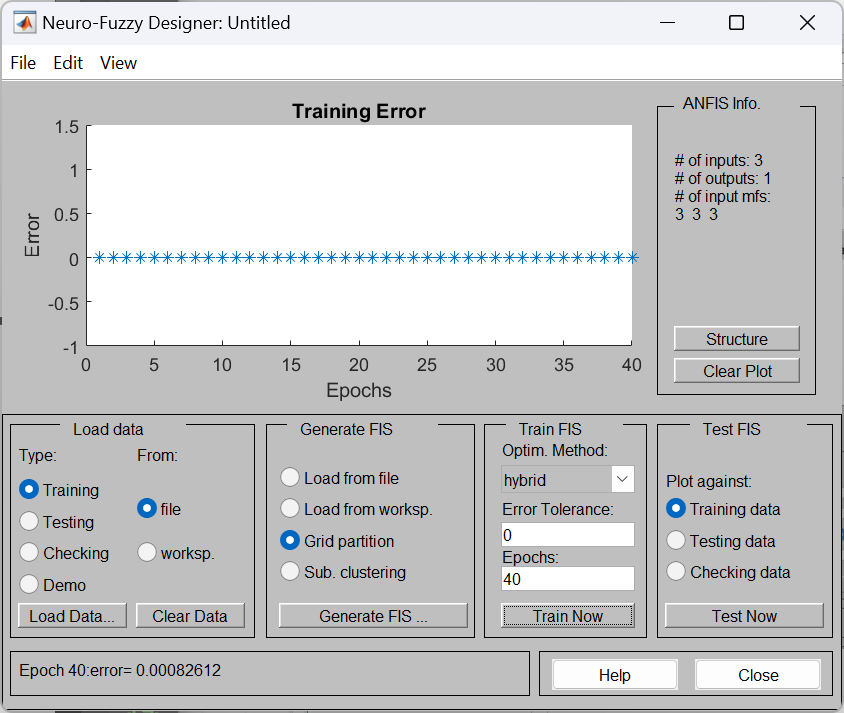 Neuro-Fuzzy Designer: Untitled
File Edit View
Training Error
1.5
1
0.5
0
-0.5
-1
Error
0 5 10 15 20 25 30 35 40
Epochs
ANFIS Info.
# of inputs: 3
# of outputs: 1
# of input mfs:
3 3 3
Structure
Clear Plot
Load data
Type:
From:
Training
Testing
Checking
Demo
file
worksp.
Load Data...
Clear Data
Generate FIS
Load from file
Load from worksp.
Grid partition
Sub. clustering
Generate FIS ...
Train FIS
Optim. Method:
hybrid
Error Tolerance:
0
Epochs:
40
Train Now
Test FIS
Plot against:
Training data
Testing data
Checking data
Test Now
Epoch 40:error= 0.00082612
Help
Close